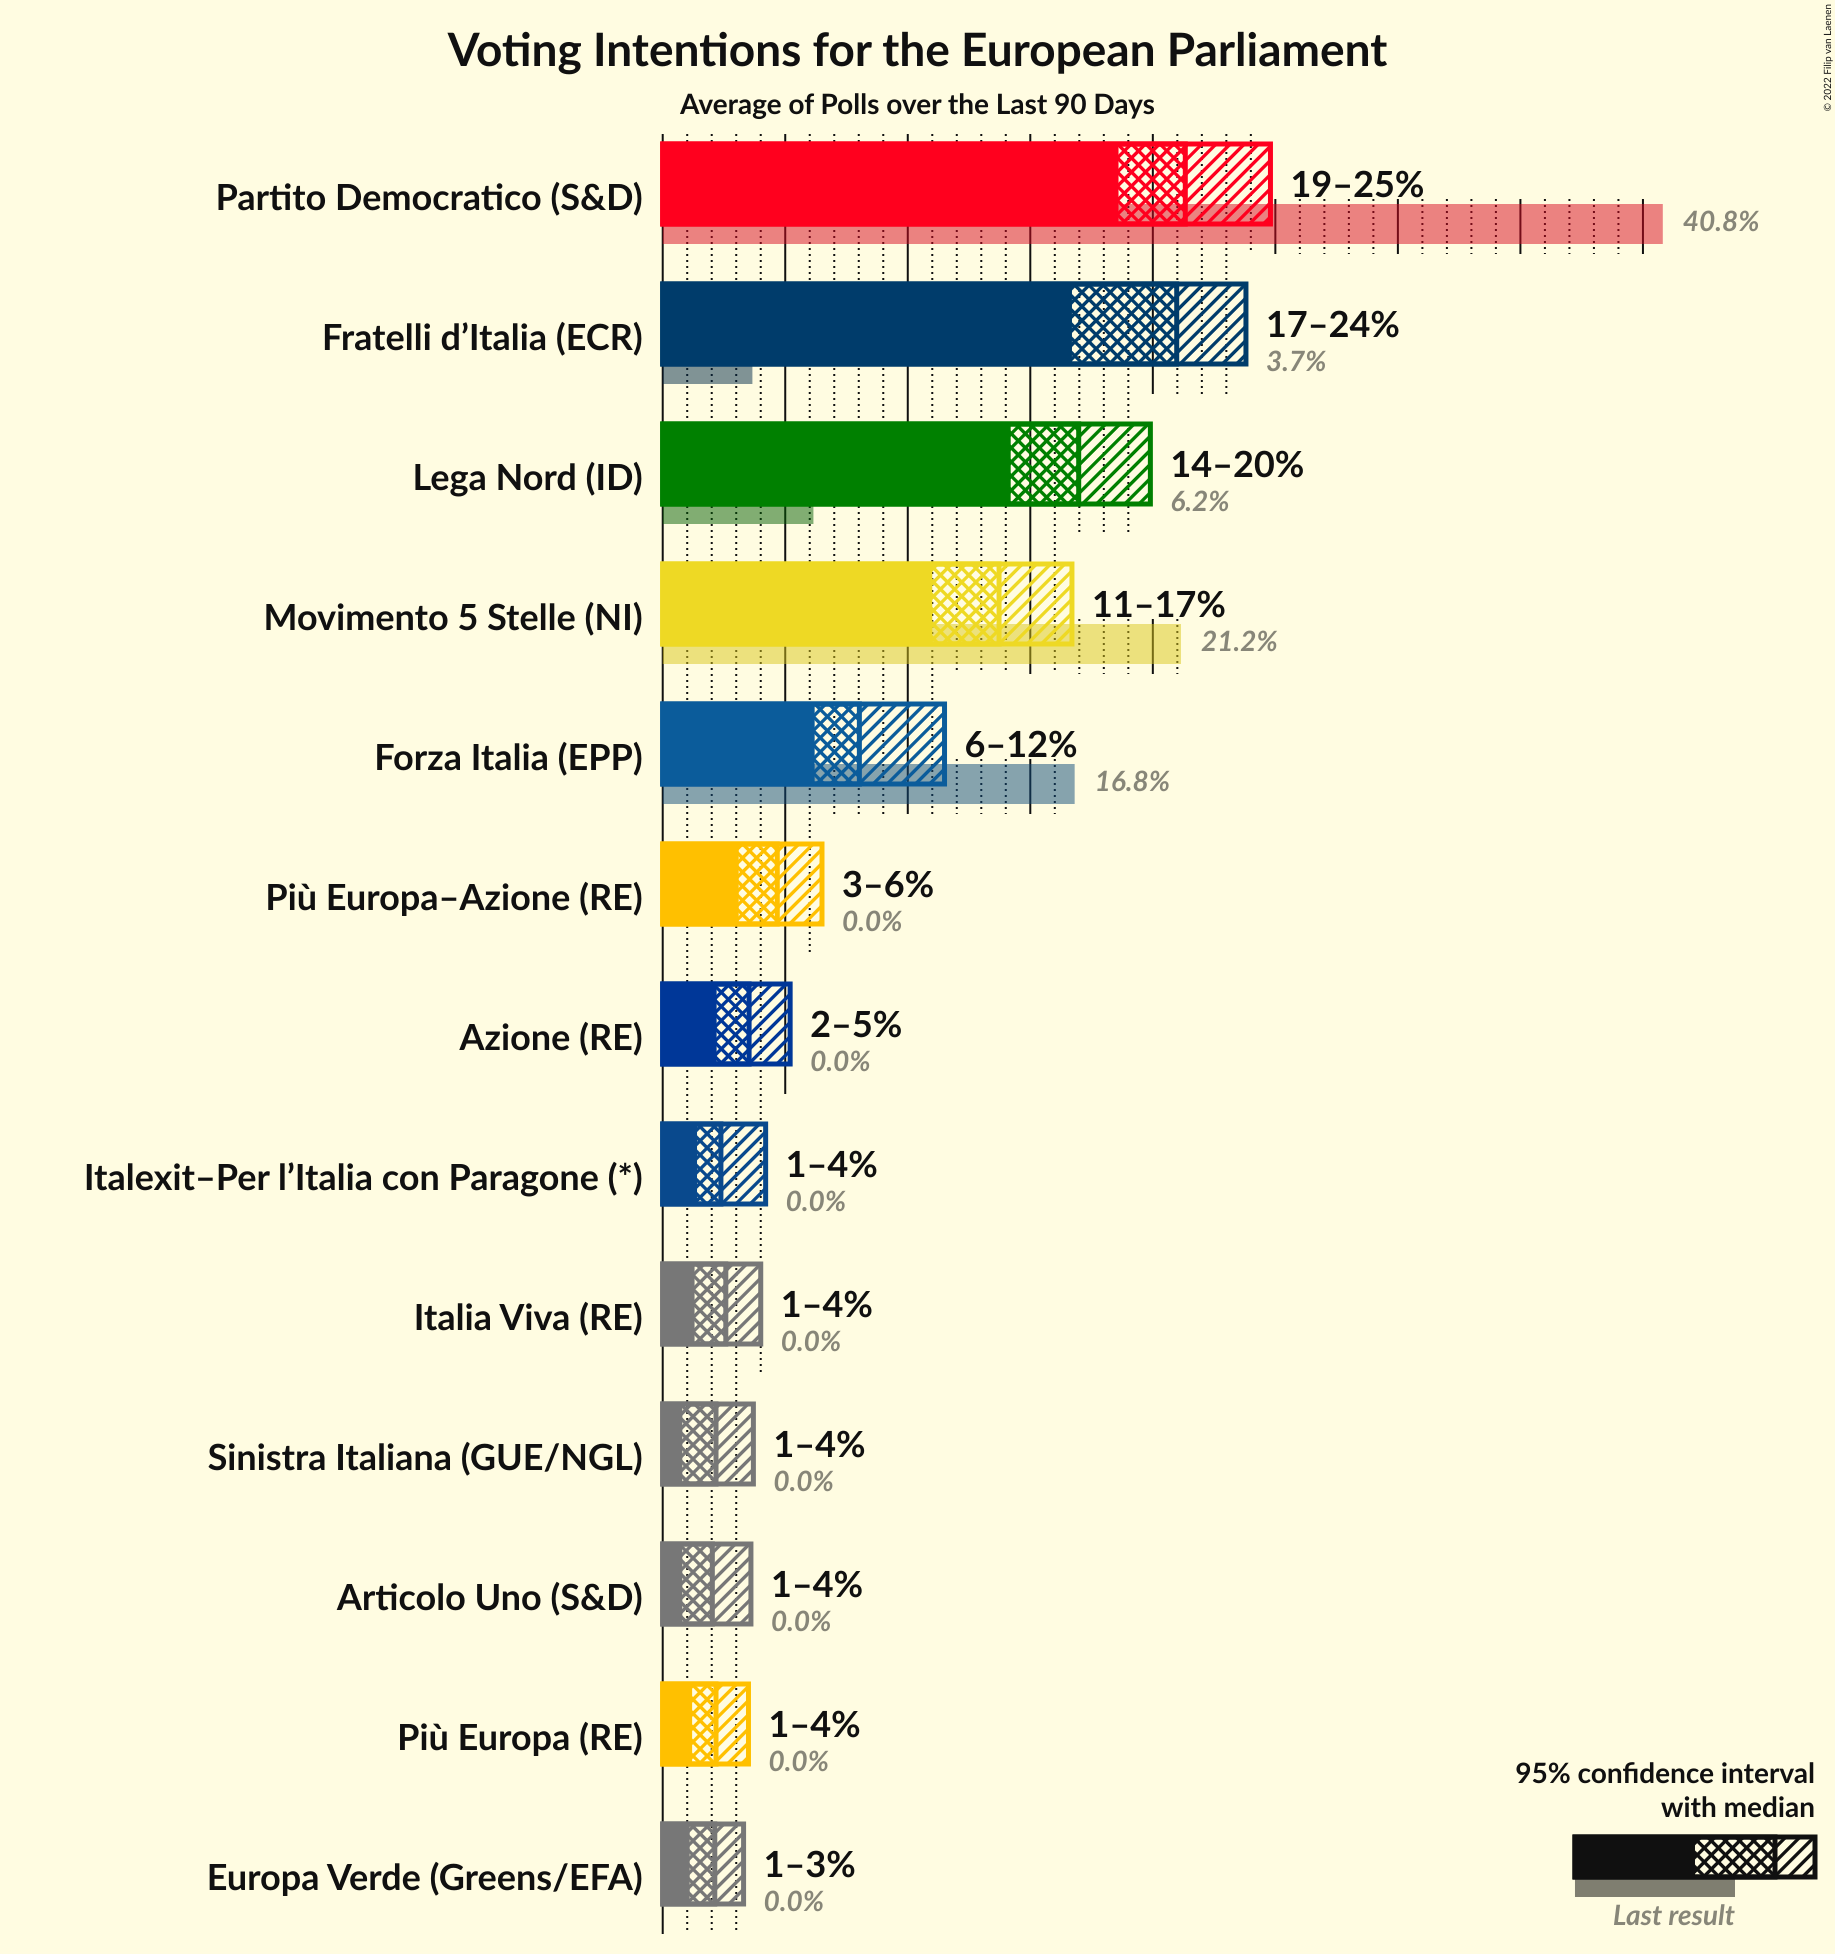 Voting Intentions for the European Parliament
Average of Polls over the Last 90 Days
© 2022 Filip van Laenen
Partito Democratico (S&D)
19–25%
40.8%
Fratelli d’Italia (ECR)
17–24%
3.7%
Lega Nord (ID)
14–20%
6.2%
Movimento 5 Stelle (NI)
11–17%
21.2%
Forza Italia (EPP)
6–12%
16.8%
Più Europa–Azione (RE)
3–6%
0.0%
Azione (RE)
2–5%
0.0%
Italexit–Per l’Italia con Paragone (*)
1–4%
0.0%
Italia Viva (RE)
1–4%
0.0%
Sinistra Italiana (GUE/NGL)
1–4%
0.0%
Articolo Uno (S&D)
1–4%
0.0%
Più Europa (RE)
1–4%
0.0%
Europa Verde (Greens/EFA)
1–3%
0.0%
95% confidence interval
with median
Last result